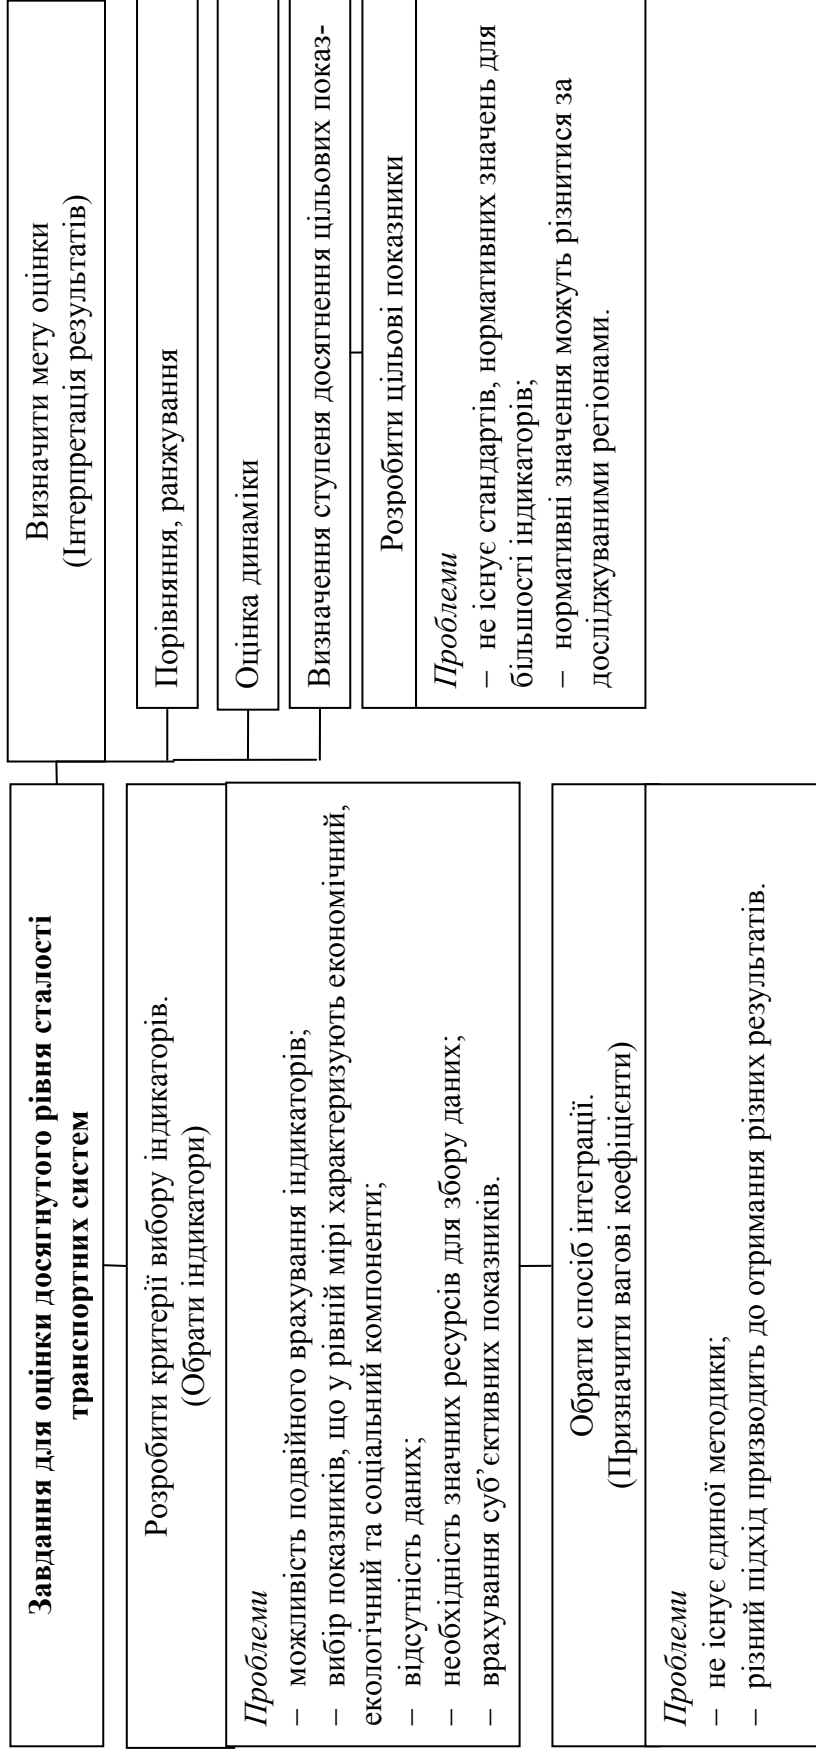 Завдання для оцінки досягнутого рівня сталості
транспортних систем
Розробити критерії вибору індикаторів.
(Обрати індикатори)
Проблеми
– можливість подвійного врахування індикаторів;
– вибір показників, що у рівній мірі характеризують економічний,
екологічний та соціальний компоненти;
– відсутність даних;
– необхідність значних ресурсів для збору даних;
– врахування суб’єктивних показників.
Обрати спосіб інтеграції.
(Призначити вагові коефіцієнти)
Проблеми
– не існує єдиної методики;
– різний підхід призводить до отримання різних результатів.
Визначити мету оцінки
(Інтерпретація результатів)
Порівняння, ранжування
Оцінка динаміки
Визначення ступеня досягнення цільових показ-
Розробити цільові показники
Проблеми
– не існує стандартів, нормативних значень для
більшості індикаторів;
– нормативні значення можуть різнитися за
досліджуваними регіонами.